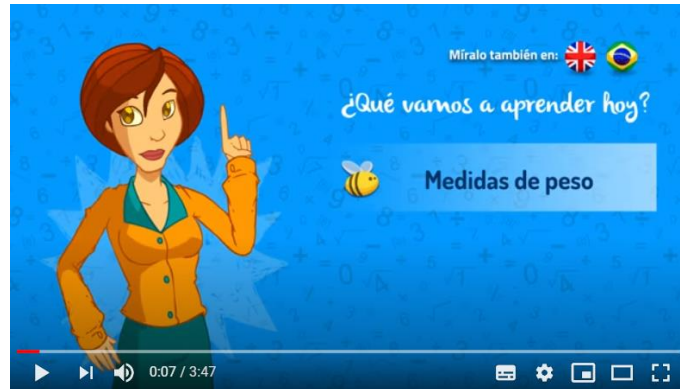 Míralo también en:
¿Qué vamos a aprender hoy?
Medidas de peso
0:07 / 3:47